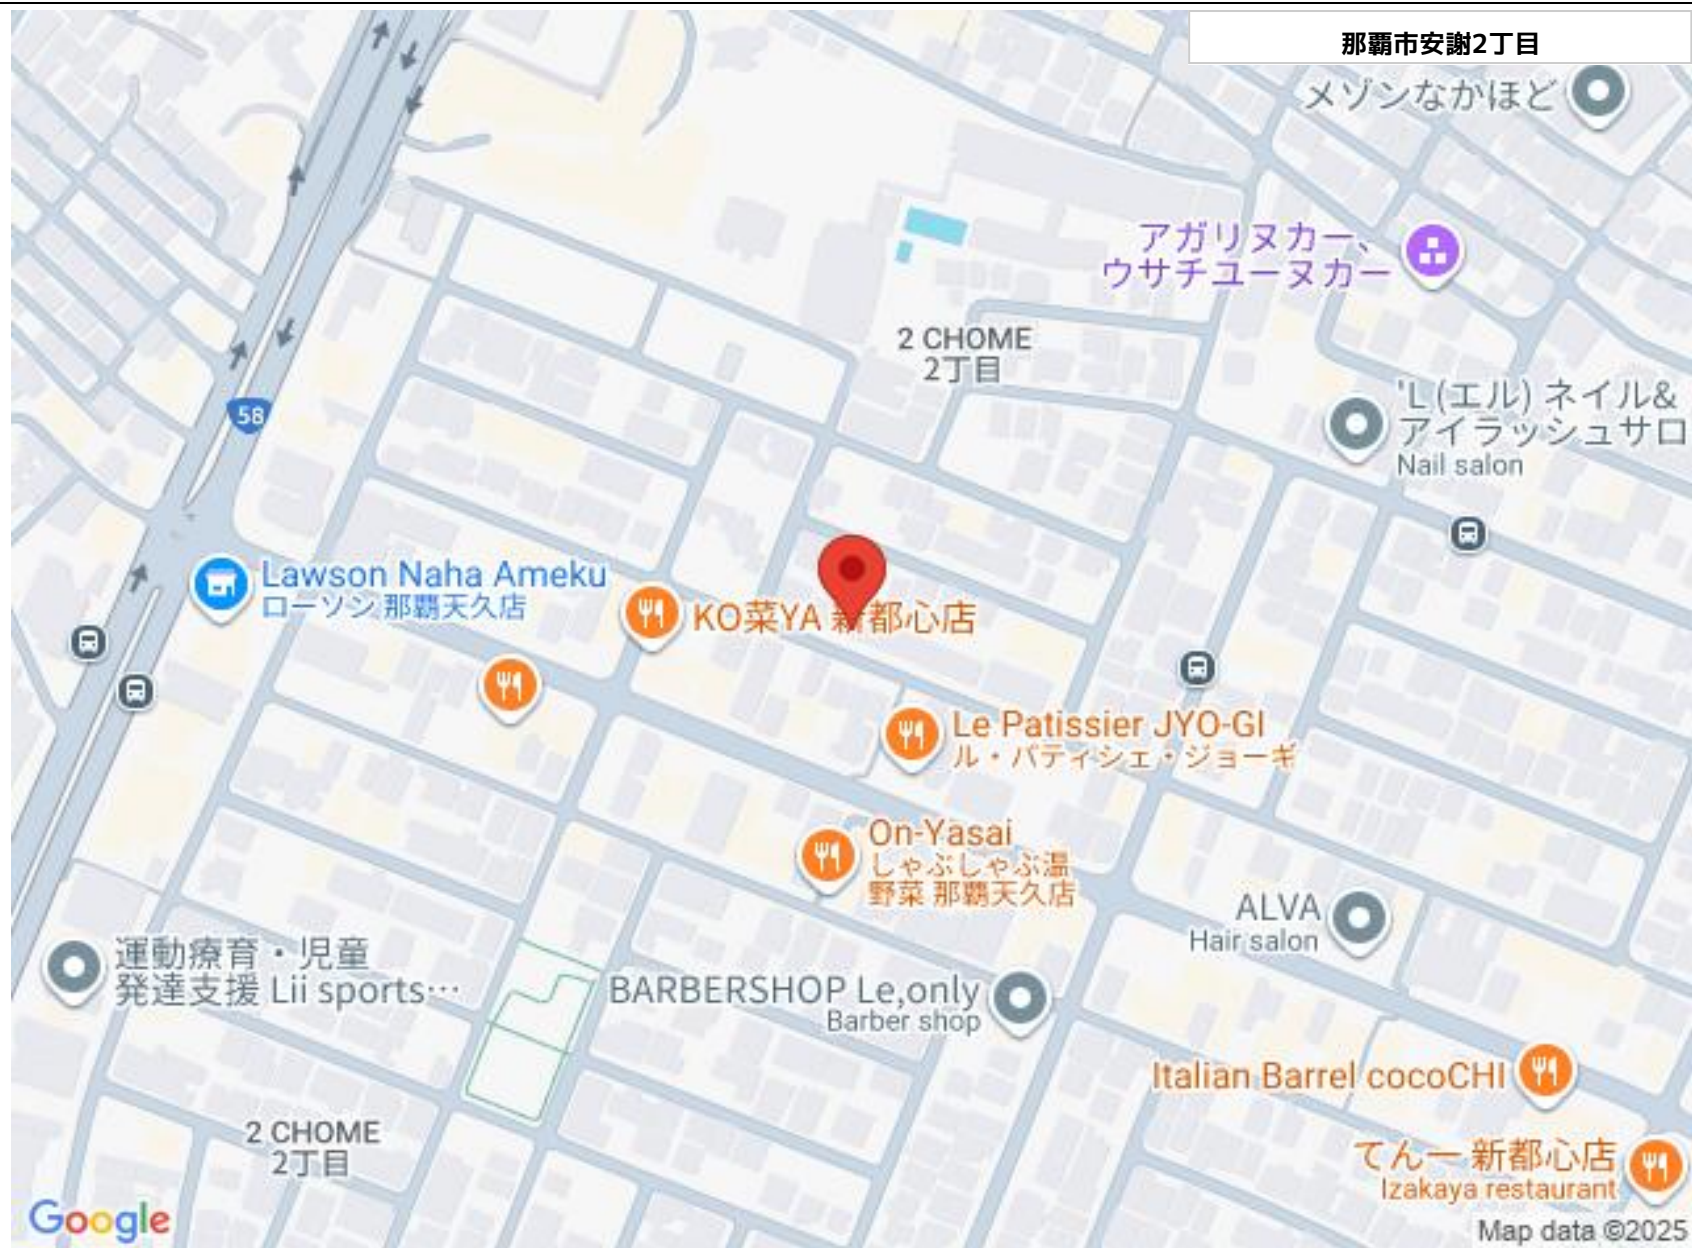 那覇市安謝2丁目
メゾンなかほど
アガリヌカー、
ウサチユーヌカー
2 CHOME
2丁目
'L (エル) ネイル&
アイラッシュサロ
Nail salon
58
Lawson Naha Ameku
ローソン 那覇天久店
KO菜YA 新都心店
Le Patissier JYO-GI
ル・パティシェ・ジョーギ
On-Yasai
しゃぶしゃぶ温
野菜 那覇天久店
ALVA
Hair salon
運動療育・児童
発達支援 Lii sports…
BARBERSHOP Le,only
Barber shop
Italian Barrel cocoCHI
2 CHOME
2丁目
てん一 新都心店
Izakaya restaurant
Google
Map data ©2025